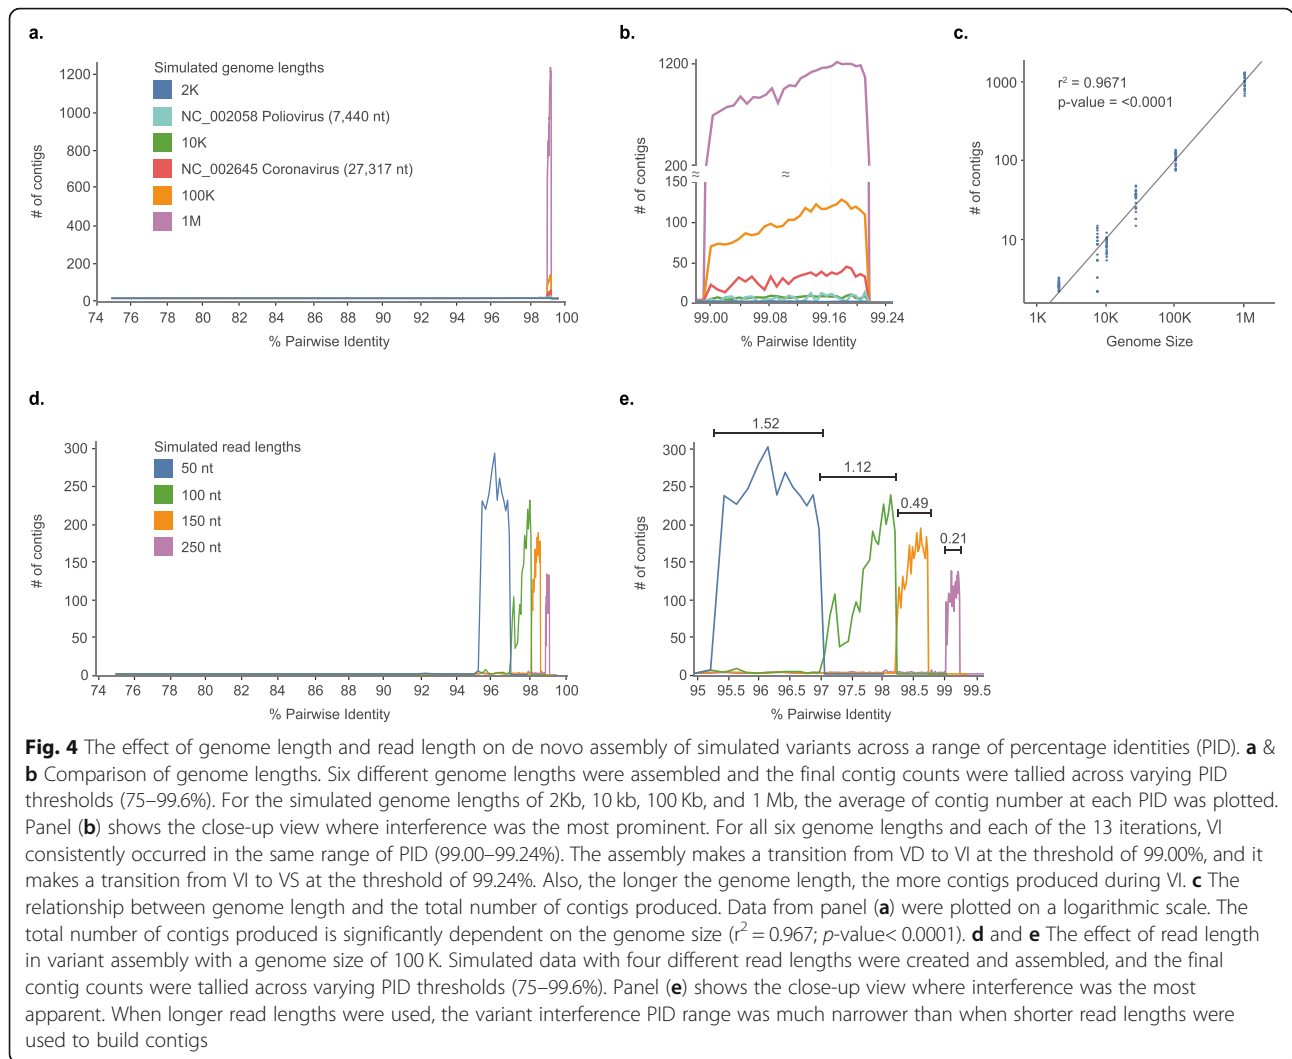 a.
Simulated genome lengths
2K
NC_002058 Poliovirus (7,440 nt)
10K
NC_002645 Coronavirus (27,317 nt)
100K
1M
# of contigs
1200
1000
800
600
400
200
0
74 76 78 80 82 84 86 88 90 92 94 96 98 100
% Pairwise Identity
b.
# of contigs
1200
200
≈ ≈
150
100
50
0
99.00 99.08 99.16 99.24
% Pairwise Identity
c.
r² = 0.9671
p-value = <0.0001
# of contigs
1000
100
10
1K 10K 100K 1M
Genome Size
d.
Simulated read lengths
50 nt
100 nt
150 nt
250 nt
# of contigs
300
250
200
150
100
50
0
74 76 78 80 82 84 86 88 90 92 94 96 98 100
% Pairwise Identity
e.
1.52
1.12
0.49
0.21
# of contigs
300
250
200
150
100
50
0
95 95.5 96 96.5 97 97.5 98 98.5 99 99.5
% Pairwise Identity
Fig. 4 The effect of genome length and read length on de novo assembly of simulated variants across a range of percentage identities (PID). a &
b Comparison of genome lengths. Six different genome lengths were assembled and the final contig counts were tallied across varying PID
thresholds (75–99.6%). For the simulated genome lengths of 2Kb, 10 kb, 100 Kb, and 1 Mb, the average of contig number at each PID was plotted.
Panel (b) shows the close-up view where interference was the most prominent. For all six genome lengths and each of the 13 iterations, VI
consistently occurred in the same range of PID (99.00–99.24%). The assembly makes a transition from VD to VI at the threshold of 99.00%, and it
makes a transition from VI to VS at the threshold of 99.24%. Also, the longer the genome length, the more contigs produced during VI. c The
relationship between genome length and the total number of contigs produced. Data from panel (a) were plotted on a logarithmic scale. The
total number of contigs produced is significantly dependent on the genome size (r² = 0.967; p-value< 0.0001). d and e The effect of read length
in variant assembly with a genome size of 100 K. Simulated data with four different read lengths were created and assembled, and the final
contig counts were tallied across varying PID thresholds (75–99.6%). Panel (e) shows the close-up view where interference was the most
apparent. When longer read lengths were used, the variant interference PID range was much narrower than when shorter read lengths were
used to build contigs